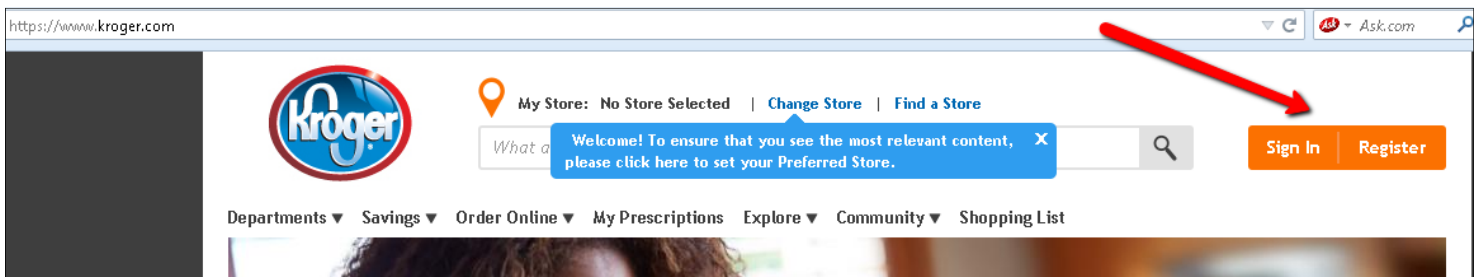 https://www.kroger.com
Ask Ask.com
Kroger
My Store: No Store Selected | Change Store | Find a Store
What a
Welcome! To ensure that you see the most relevant content, X
please click here to set your Preferred Store.
Sign In Register
Departments Savings Order Online My Prescriptions Explore Community Shopping List